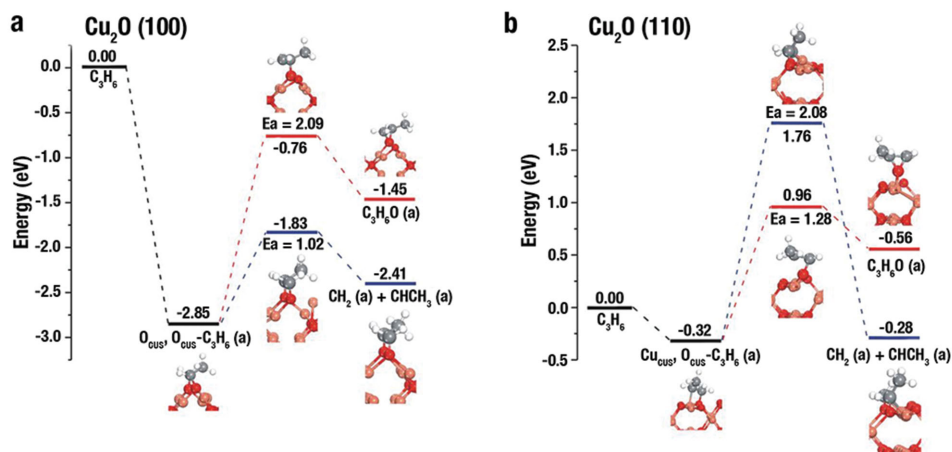 a
Cu₂O (100)
Energy (eV)
0.0
-0.5
-1.0
-1.5
-2.0
-2.5
-3.0
0.00
C₃H₆
Ea = 2.09
-0.76
-1.45
C₃H₆O (a)
-1.83
Ea = 1.02
-2.41
CH₂ (a) + CHCH₃ (a)
-2.85
O_CUS, O_CUS-C₃H₆ (a)
b
Cu₂O (110)
Energy (eV)
2.5
2.0
1.5
1.0
0.5
0.0
-0.5
Ea = 2.08
1.76
0.96
Ea = 1.28
-0.56
C₃H₆O (a)
0.00
C₃H₆
-0.32
Cu_CUS, O_CUS-C₃H₆ (a)
-0.28
CH₂ (a) + CHCH₃ (a)